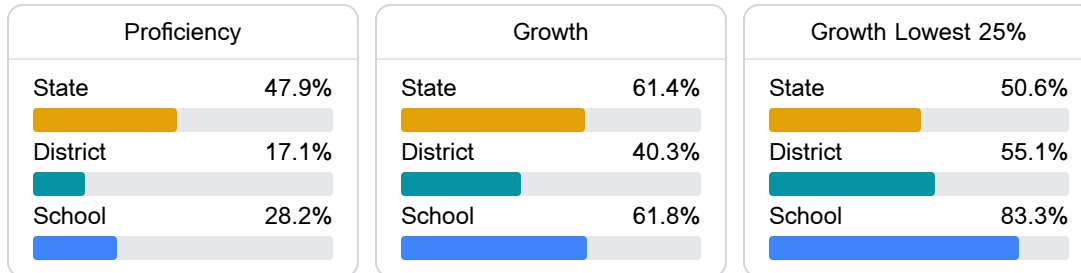 Proficiency
State 47.9%
District 17.1%
School 28.2%
Growth
State 61.4%
District 40.3%
School 61.8%
Growth Lowest 25%
State 50.6%
District 55.1%
School 83.3%